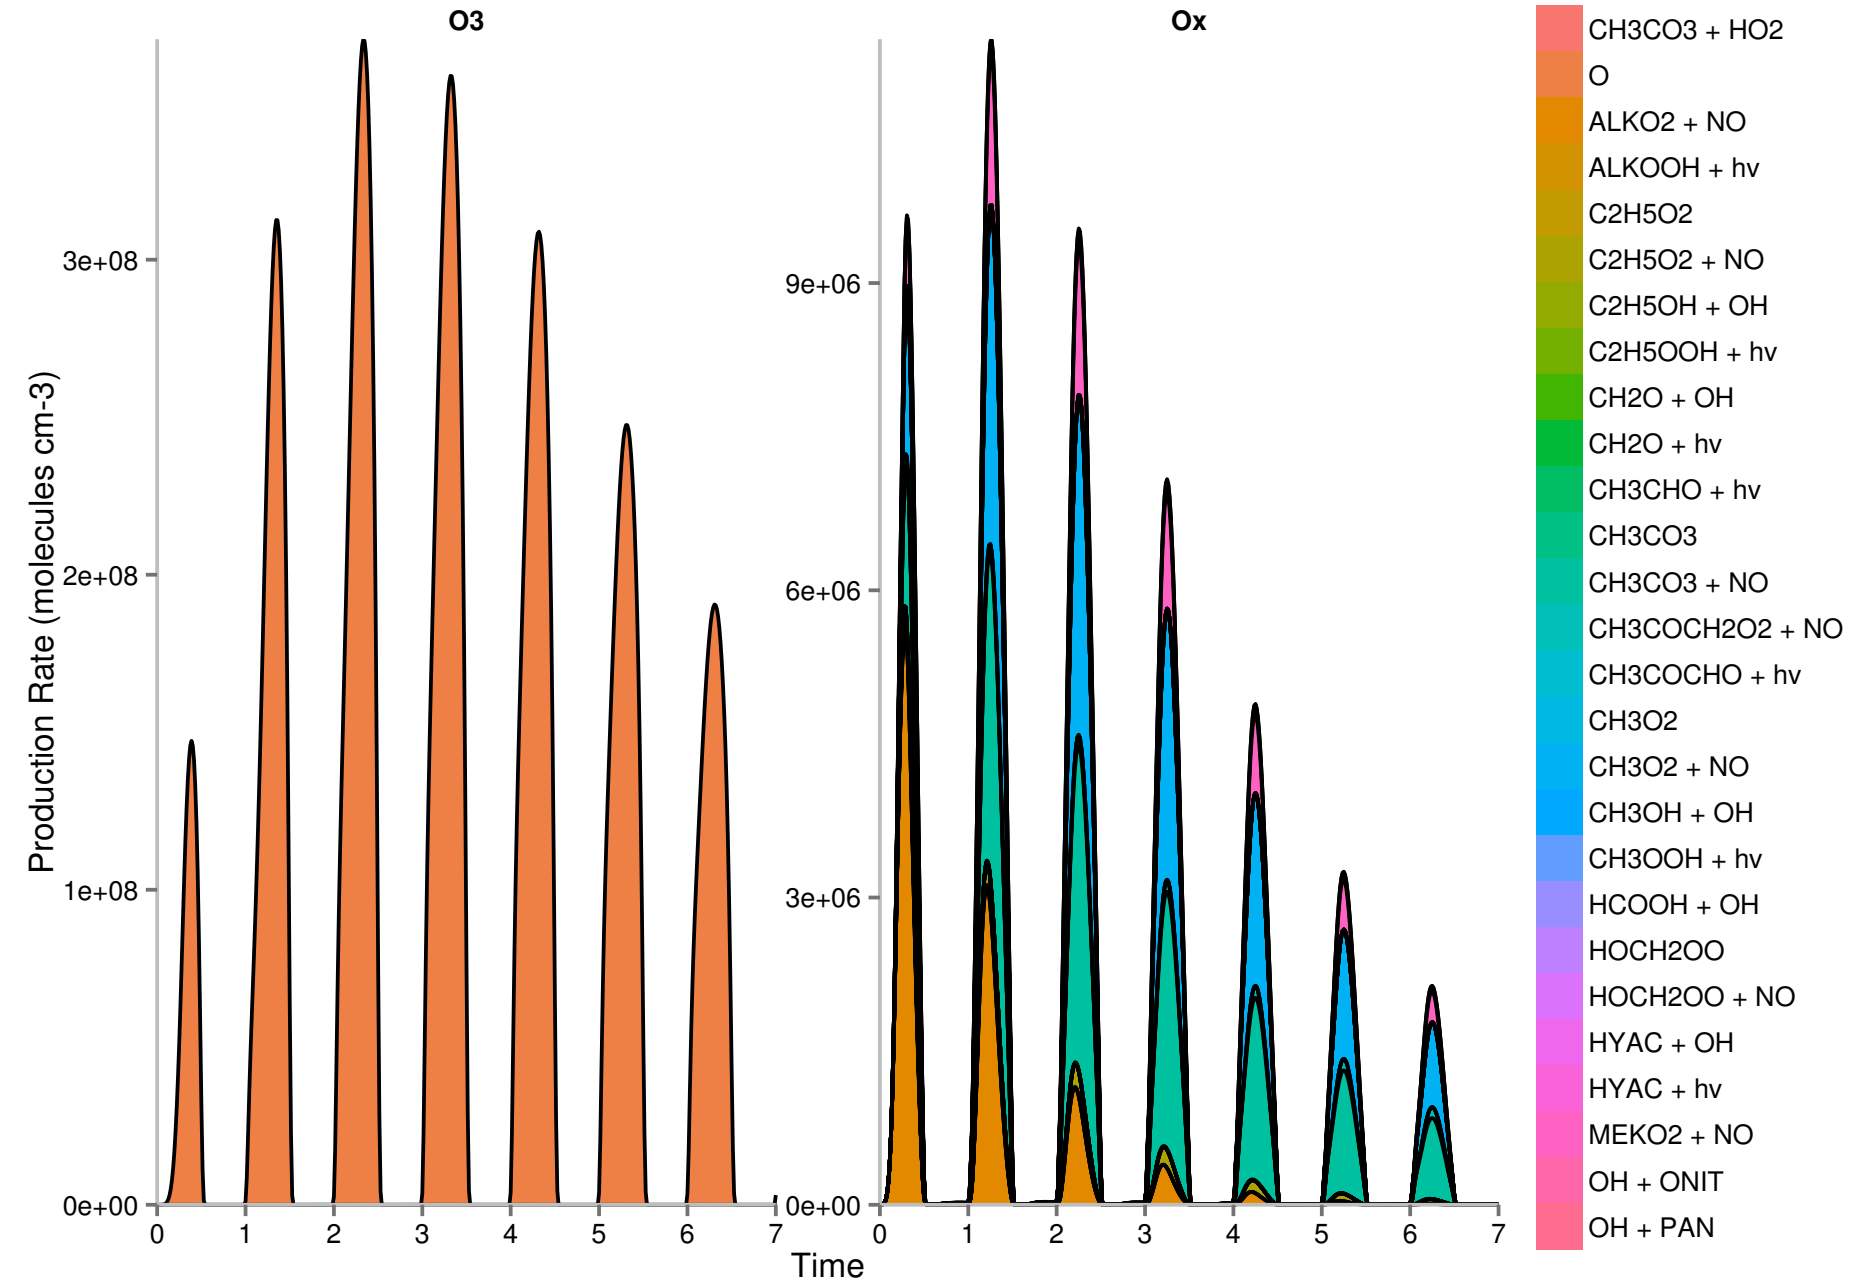 O3
Ox
Production Rate (molecules cm-3)
3e+08
2e+08
1e+08
0e+00
0 1 2 3 4 5 6 7
9e+06
6e+06
3e+06
0e+00
0 1 2 3 4 5 6 7
Time
CH3CO3 + HO2
O
ALKO2 + NO
ALKOOH + hv
C2H5O2
C2H5O2 + NO
C2H5OH + OH
C2H5OOH + hv
CH2O + OH
CH2O + hv
CH3CHO + hv
CH3CO3
CH3CO3 + NO
CH3COCH2O2 + NO
CH3COCHO + hv
CH3O2
CH3O2 + NO
CH3OH + OH
CH3OOH + hv
HCOOH + OH
HOCH2OO
HOCH2OO + NO
HYAC + OH
HYAC + hv
MEKO2 + NO
OH + ONIT
OH + PAN